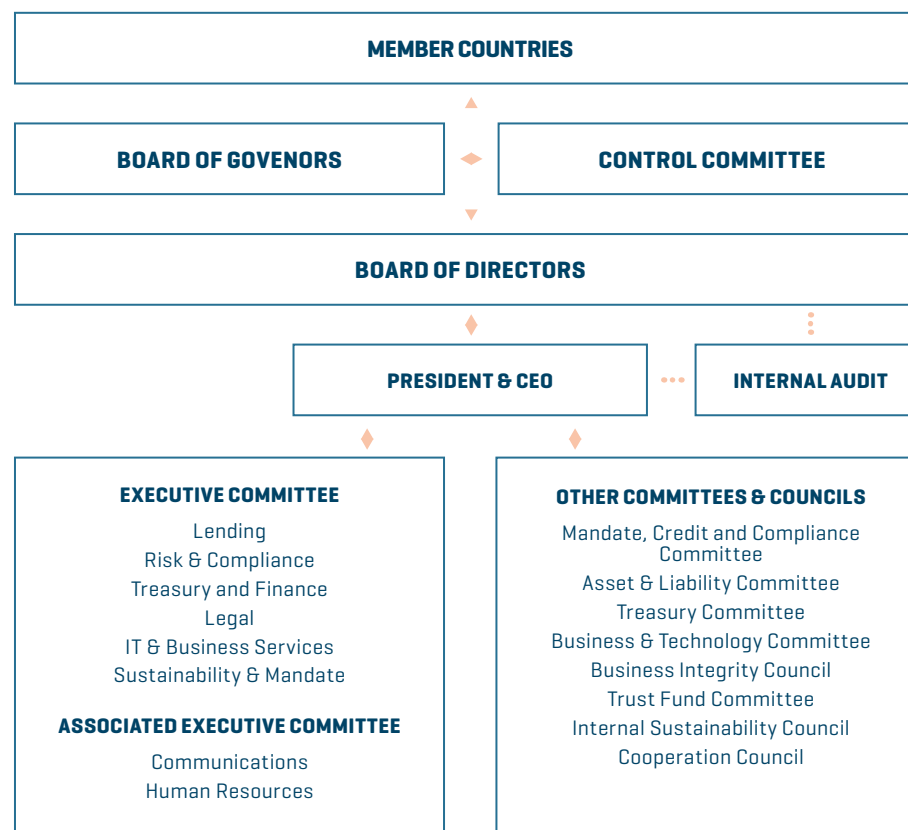 MEMBER COUNTRIES
BOARD OF GOVENORS
CONTROL COMMITTEE
BOARD OF DIRECTORS
PRESIDENT & CEO
INTERNAL AUDIT
EXECUTIVE COMMITTEE
Lending
Risk & Compliance
Treasury and Finance
Legal
IT & Business Services
Sustainability & Mandate
ASSOCIATED EXECUTIVE COMMITTEE
Communications
Human Resources
OTHER COMMITTEES & COUNCILS
Mandate, Credit and Compliance
Committee
Asset & Liability Committee
Treasury Committee
Business & Technology Committee
Business Integrity Council
Trust Fund Committee
Internal Sustainability Council
Cooperation Council